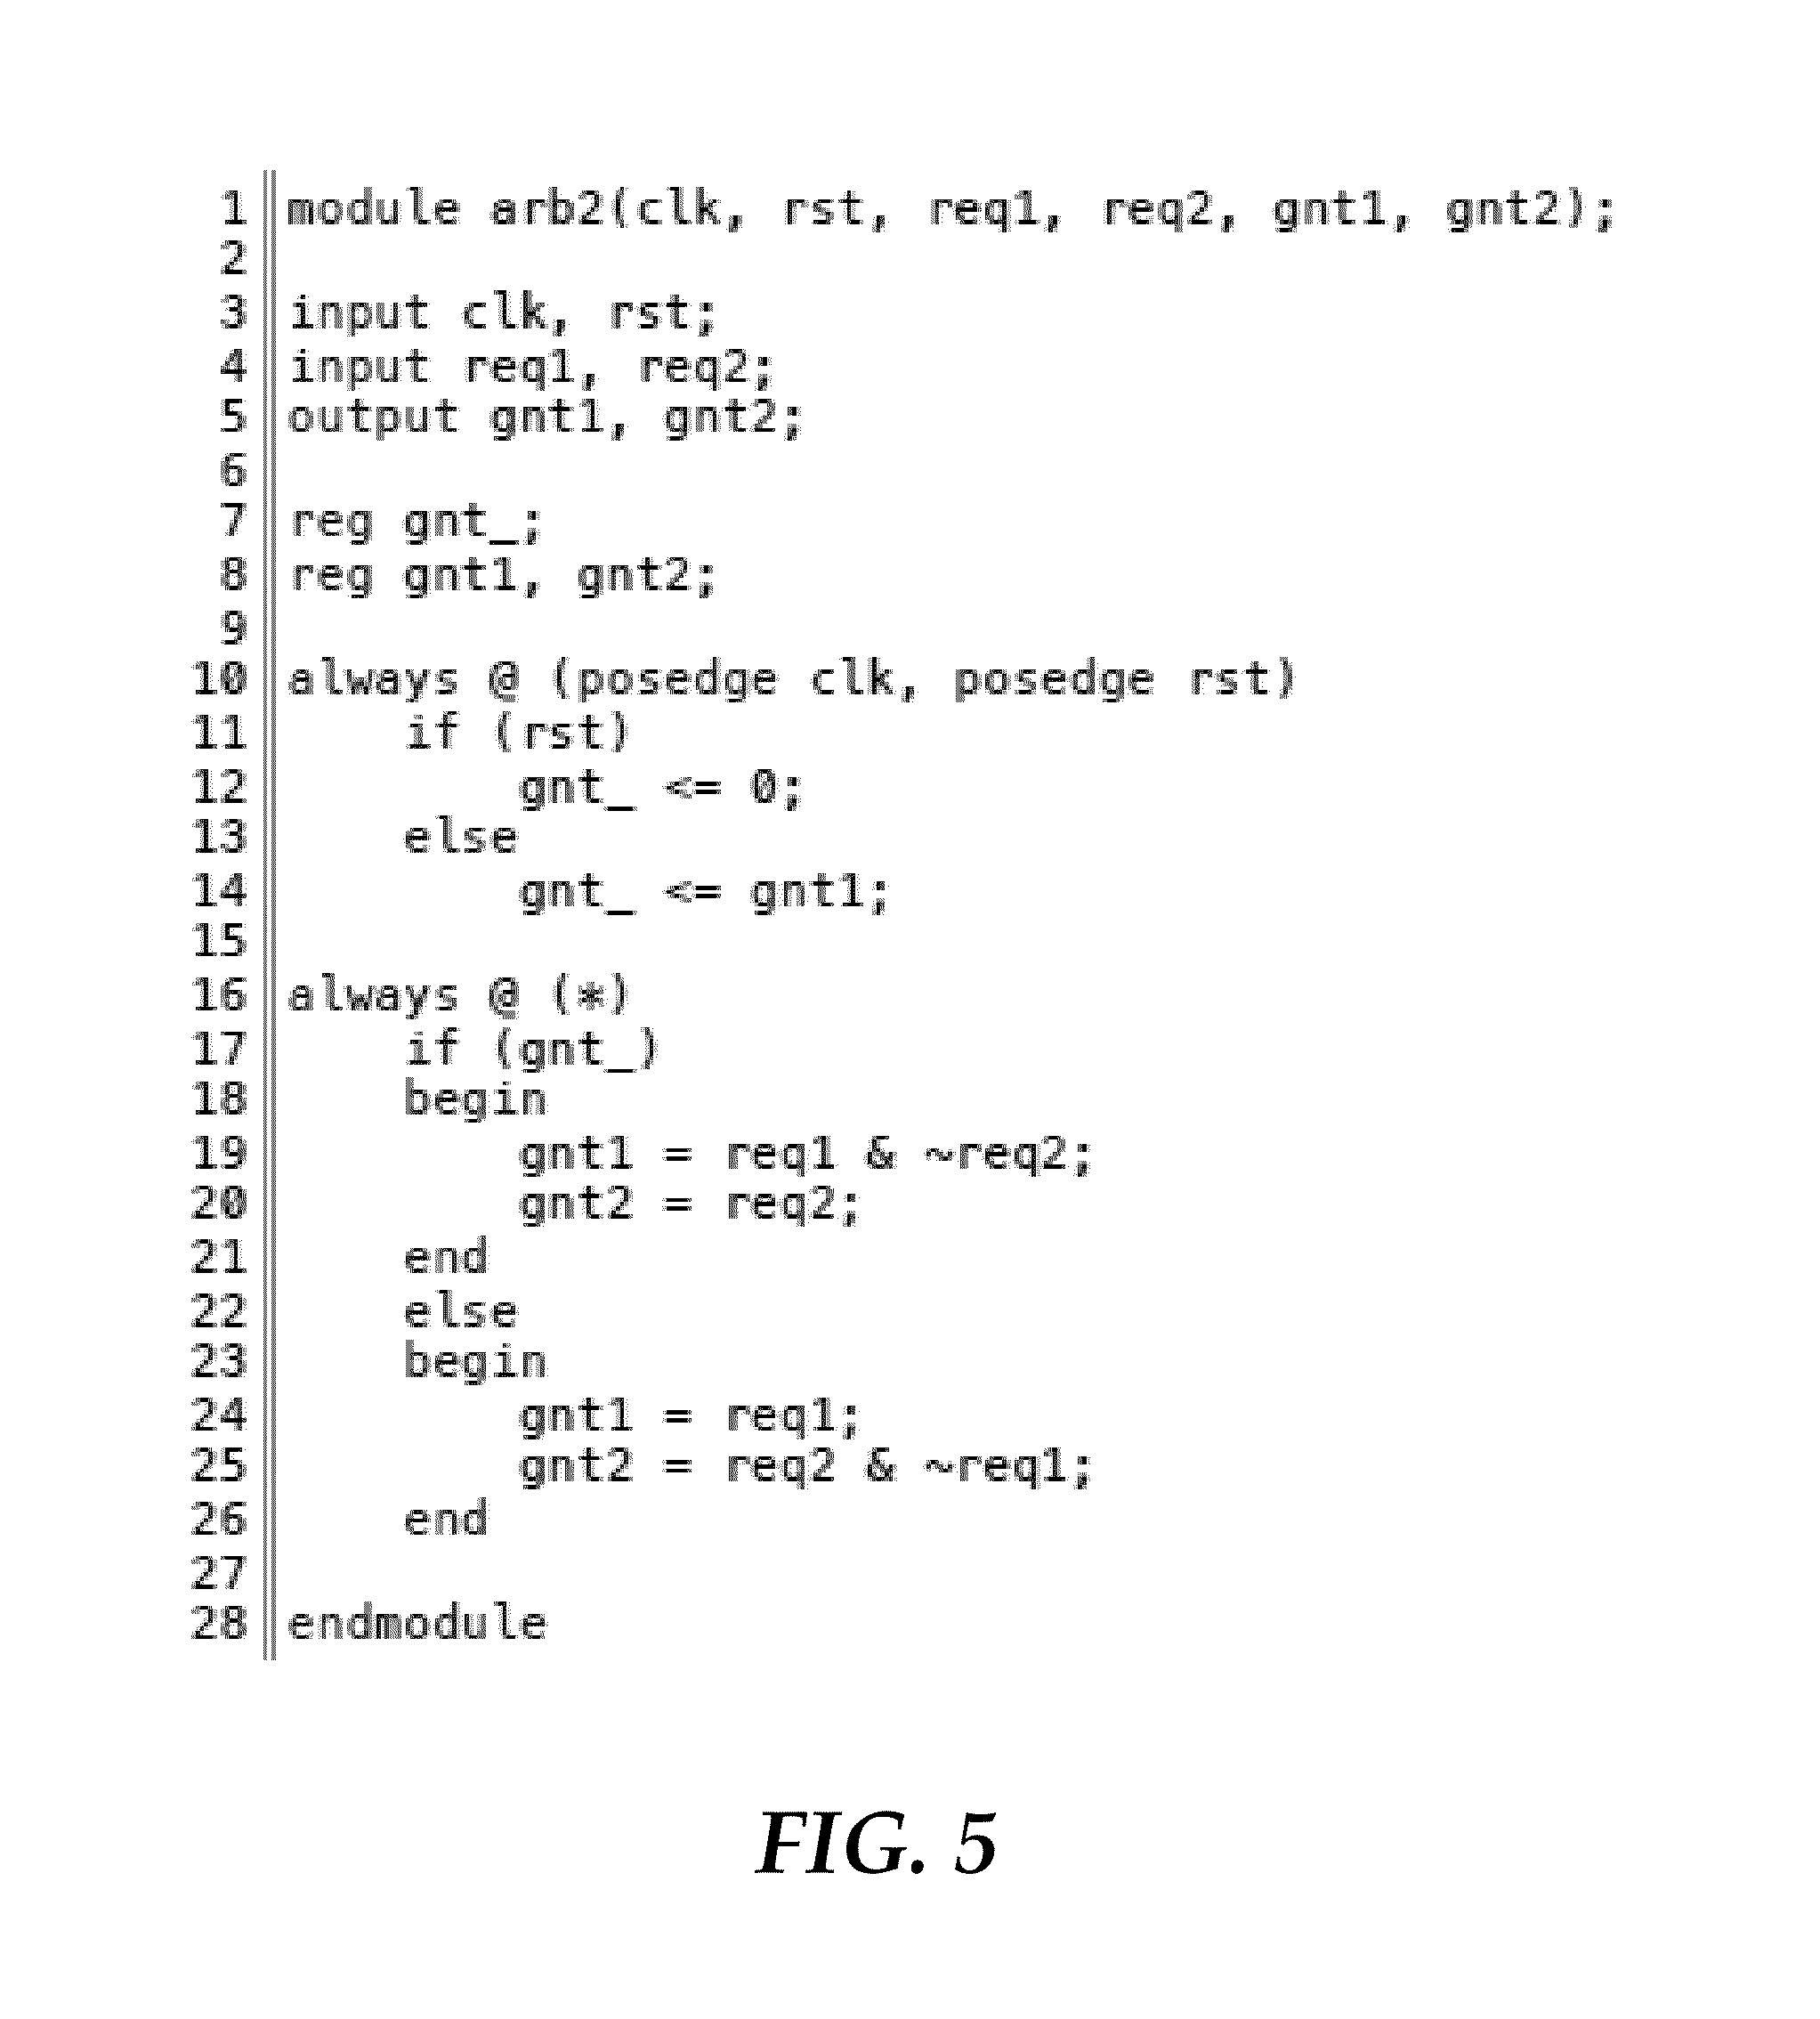 1 module arb2(clk, rst, req1, req2, gnt1, gnt2);
2
3 input clk, rst;
4 input req1, req2;
5 output gnt1, gnt2;
6
7 reg gnt_;
8 reg gnt1, gnt2;
9
10 always @ (posedge clk, posedge rst)
11     if (rst)
12         gnt_ <= 0;
13     else
14         gnt_ <= gnt1;
15
16 always @ (*)
17     if (gnt_)
18     begin
19         gnt1 = req1 & ~req2;
20         gnt2 = req2;
21     end
22     else
23     begin
24         gnt1 = req1;
25         gnt2 = req2 & ~req1;
26     end
27
28 endmodule
FIG. 5